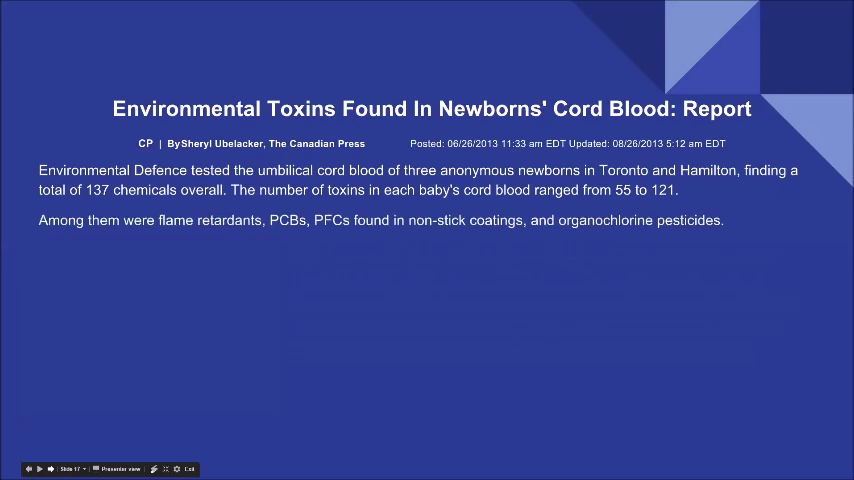 Environmental Toxins Found In Newborns' Cord Blood: Report
CP | BySheryl Ubelacker, The Canadian Press Posted: 06/26/2013 11:33 am EDT Updated: 08/26/2013 5:12 am EDT
Environmental Defence tested the umbilical cord blood of three anonymous newborns in Toronto and Hamilton, finding a
total of 137 chemicals overall. The number of toxins in each baby's cord blood ranged from 55 to 121.
Among them were flame retardants, PCBs, PFCs found in non-stick coatings, and organochlorine pesticides.
Slide 17 Presenter view Exit